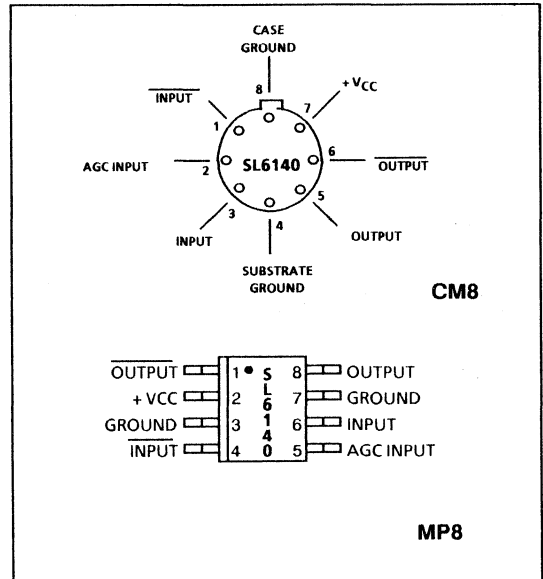 CASE
GROUND
8
INPUT
+VCC
1
7
AGC INPUT
2
SL6140
6
OUTPUT
3
5
INPUT
4
OUTPUT
SUBSTRATE
GROUND
CM8
OUTPUT 1 S 8 OUTPUT
+ VCC 2 L 7 GROUND
GROUND 3 6 1 6 INPUT
INPUT 4 4 0 5 AGC INPUT
MP8